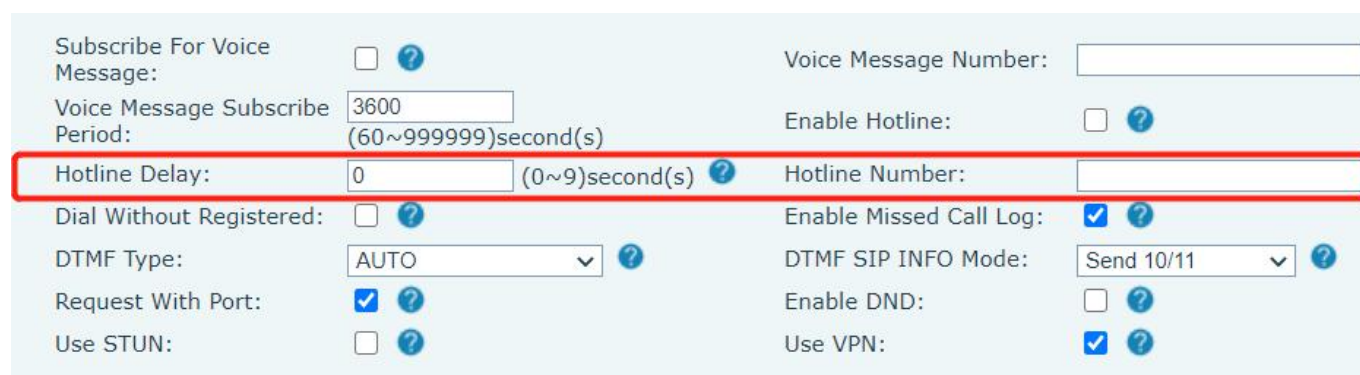 Subscribe For Voice Message: ? Voice Message Number:
Voice Message Subscribe Period: 3600 (60~999999)second(s) Enable Hotline: ?
Hotline Delay: 0 (0~9)second(s) ? Hotline Number:
Dial Without Registered: ? Enable Missed Call Log: ?
DTMF Type: AUTO ? DTMF SIP INFO Mode: Send 10/11 ?
Request With Port: ? Enable DND: ?
Use STUN: ? Use VPN: ?